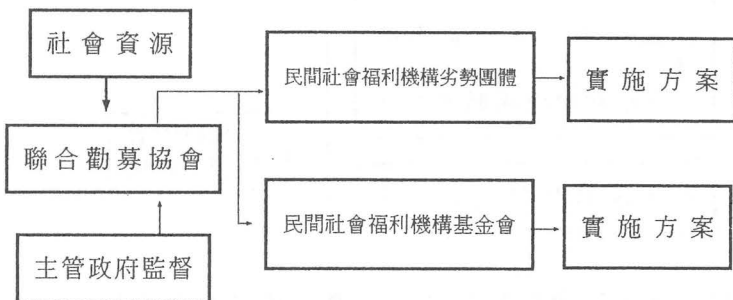 社會資源
民間社會福利機構劣勢團體
實施方案
聯合勸募協會
民間社會福利機構基金會
實施方案
主管政府監督